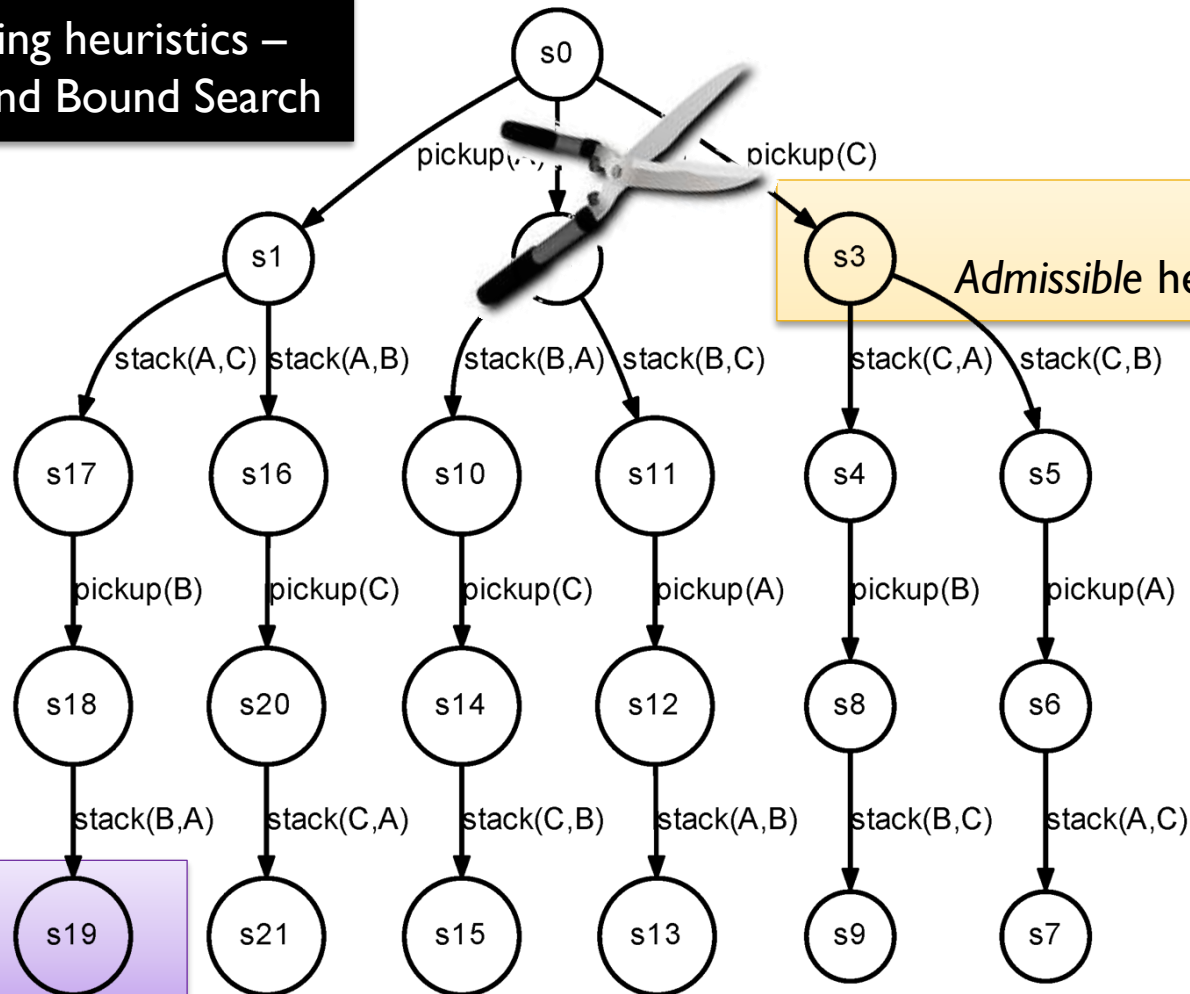 ing heuristics –
nd Bound Search
s0
pickup(
pickup(C)
s1
s3
Admissible he
stack(A,C)
stack(A,B)
stack(B,A)
stack(B,C)
stack(C,A)
stack(C,B)
s17
s16
s10
s11
s4
s5
pickup(B)
pickup(C)
pickup(C)
pickup(A)
pickup(B)
pickup(A)
s18
s20
s14
s12
s8
s6
stack(B,A)
stack(C,A)
stack(C,B)
stack(A,B)
stack(B,C)
stack(A,C)
s19
s21
s15
s13
s9
s7